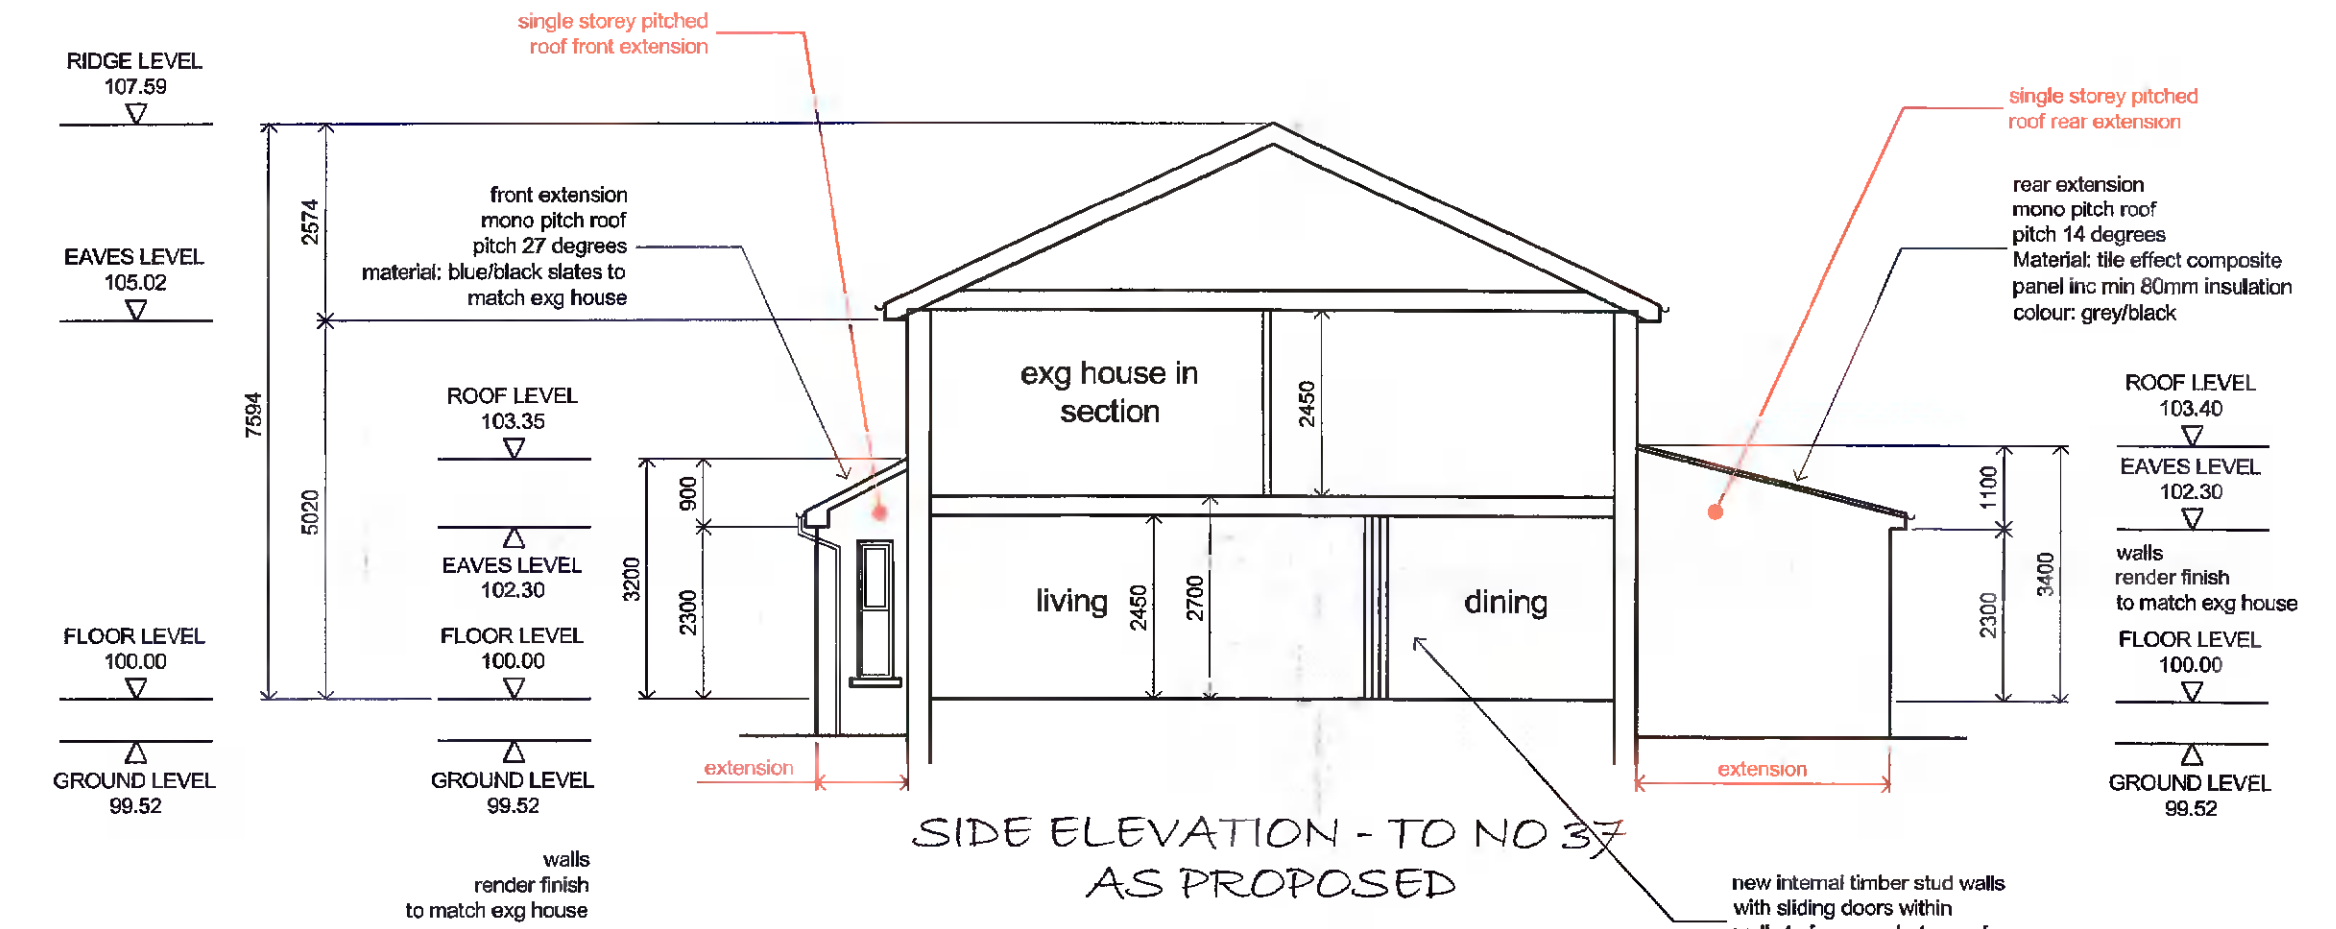 single storey pitched
roof front extension
RIDGE LEVEL
107.59
single storey pitched
roof rear extension
front extension
mono pitch roof
pitch 27 degrees
material: blue/black slates to
match exg house
rear extension
mono pitch roof
pitch 14 degrees
Material: tile effect composite
panel inc min 80mm insulation
colour: grey/black
2574
EAVES LEVEL
105.02
7594
5020
ROOF LEVEL
103.35
EAVES LEVEL
102.30
3200
900
2300
exg house in
section
2450
ROOF LEVEL
103.40
EAVES LEVEL
102.30
1100
2300
3400
walls
render finish
to match exg house
living
2450
2700
dining
FLOOR LEVEL
100.00
FLOOR LEVEL
100.00
FLOOR LEVEL
100.00
GROUND LEVEL
99.52
GROUND LEVEL
99.52
GROUND LEVEL
99.52
extension
extension
SIDE ELEVATION - TO NO 37
AS PROPOSED
walls
render finish
to match exg house
new internal timber stud walls
with sliding doors within